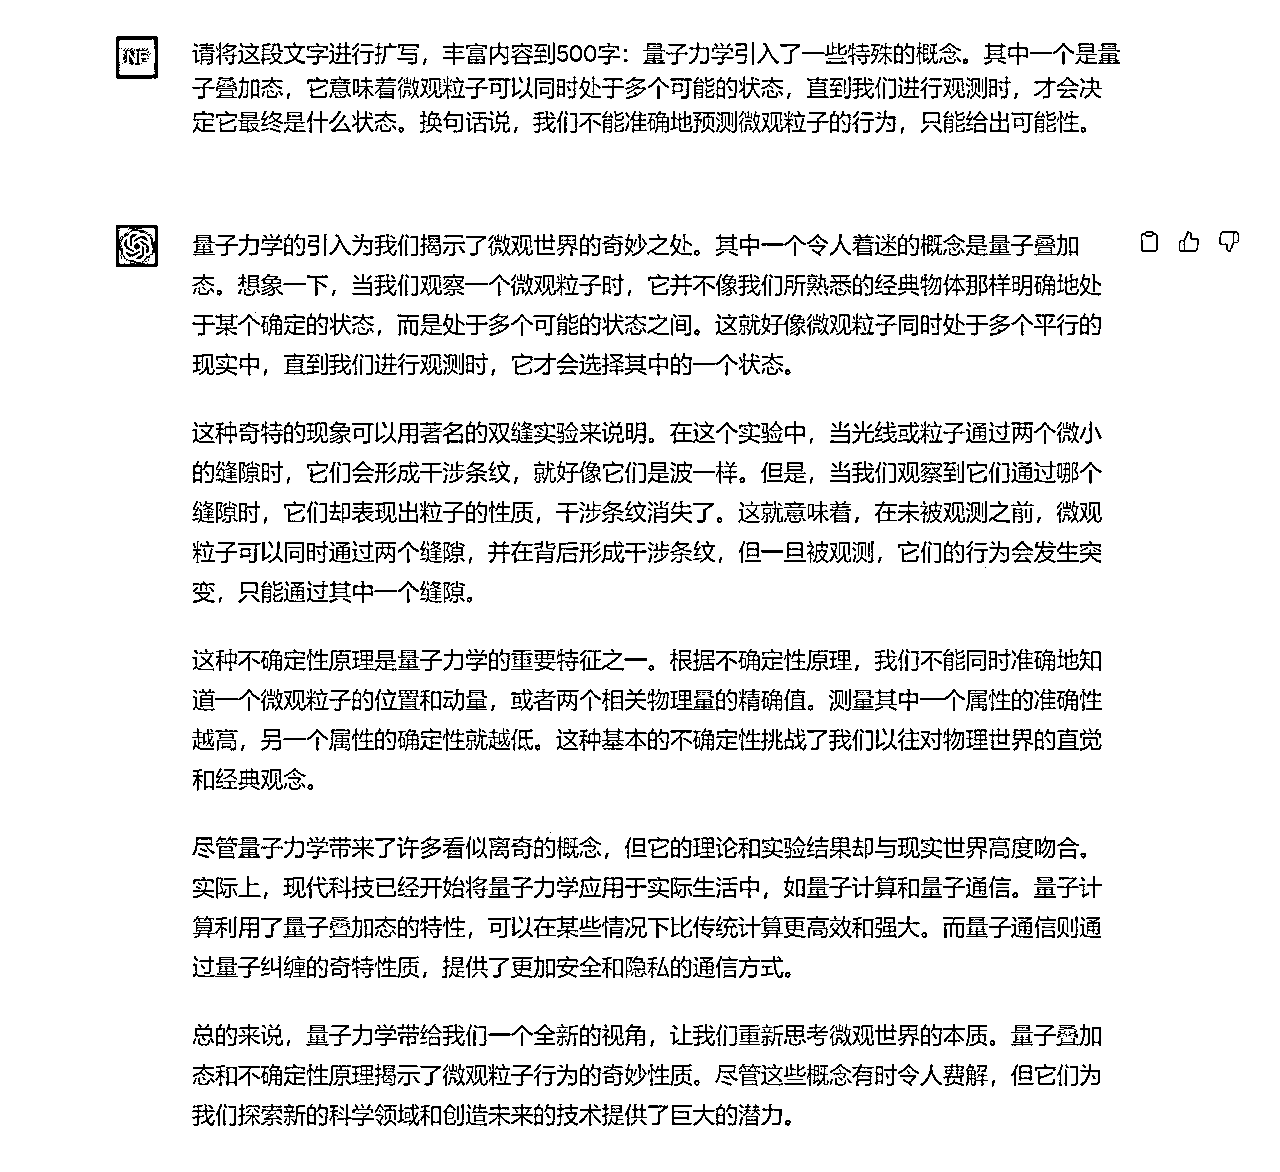 请将这段文字进行扩写，丰富内容到500字：量子力学引入了一些特殊的概念。其中一个是量
子叠加态，它意味着微观粒子可以同时处于多个可能的状态，直到我们进行观测时，才会决
定它最终是什么状态。换句话说，我们不能准确地预测微观粒子的行为，只能给出可能性。
量子力学的引入为我们揭示了微观世界的奇妙之处。其中一个令人着迷的概念是量子叠加
态。想象一下，当我们观察一个微观粒子时，它并不像我们所熟悉的经典物体那样明确地处
于某个确定的状态，而是处于多个可能的状态之间。这就好像微观粒子同时处于多个平行的
现实中，直到我们进行观测时，它才会选择其中的一个状态。
这种奇特的现象可以用著名的双缝实验来说明。在这个实验中，当光线或粒子通过两个微小
的缝隙时，它们会形成干涉条纹，就好像它们是波一样。但是，当我们观察到它们通过哪个
缝隙时，它们却表现出粒子的性质，干涉条纹消失了。这就意味着，在未被观测之前，微观
粒子可以同时通过两个缝隙，并在背后形成干涉条纹，但一旦被观测，它们的行为会发生突
变，只能通过其中一个缝隙。
这种不确定性原理是量子力学的重要特征之一。根据不确定性原理，我们不能同时准确地知
道一个微观粒子的位置和动量，或者两个相关物理量的精确值。测量其中一个属性的准确性
越高，另一个属性的确定性就越低。这种基本的不确定性挑战了我们以往对物理世界的直觉
和经典观念。
尽管量子力学带来了许多看似离奇的概念，但它的理论和实验结果却与现实世界高度吻合。
实际上，现代科技已经开始将量子力学应用于实际生活中，如量子计算和量子通信。量子计
算利用了量子叠加态的特性，可以在某些情况下比传统计算更高效和强大。而量子通信则通
过量子纠缠的奇特性质，提供了更加安全和隐私的通信方式。
总的来说，量子力学带给我们一个全新的视角，让我们重新思考微观世界的本质。量子叠加
态和不确定性原理揭示了微观粒子行为的奇妙性质。尽管这些概念有时令人费解，但它们为
我们探索新的科学领域和创造未来的技术提供了巨大的潜力。